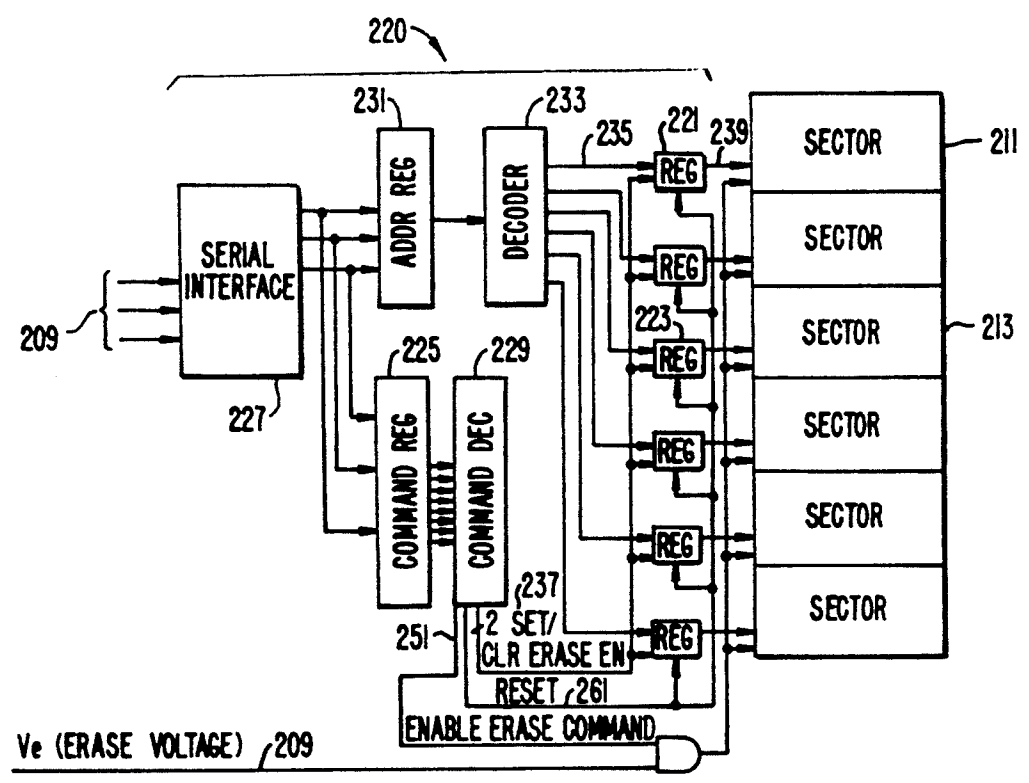 220
231
233
235
221
239
SECTOR
211
REG
ADDR REG
DECODER
SERIAL
INTERFACE
SECTOR
REG
209
223
SECTOR
213
REG
225
229
227
COMMAND REG
COMMAND DEC
SECTOR
REG
SECTOR
REG
237
SECTOR
251
2 SET/
REG
CLR ERASE EN
RESET 261
ENABLE ERASE COMMAND
Ve (ERASE VOLTAGE) 209